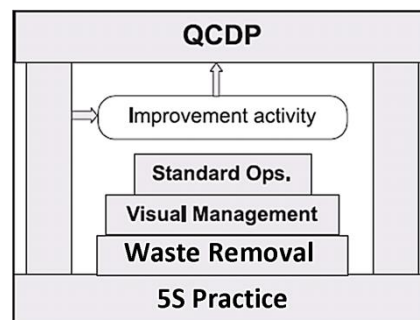 QCDP
Improvement activity
Standard Ops.
Visual Management
Waste Removal
5S Practice